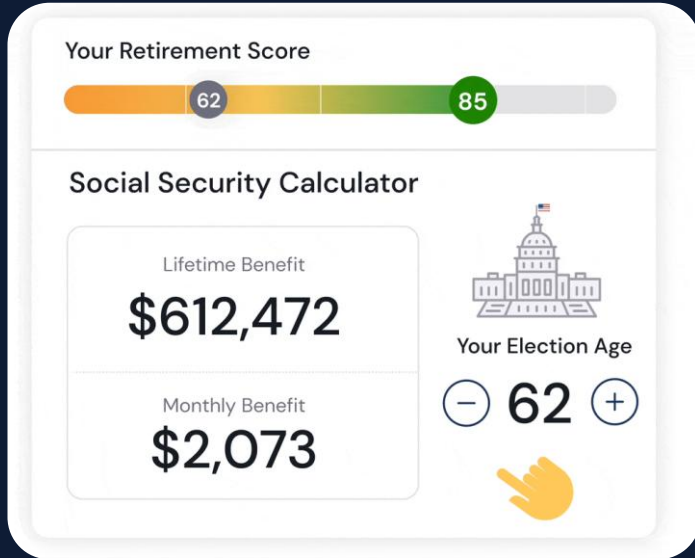 Your Retirement Score
62
85
Social Security Calculator
Lifetime Benefit
$612,472
Monthly Benefit
$2,073
Your Election Age
62